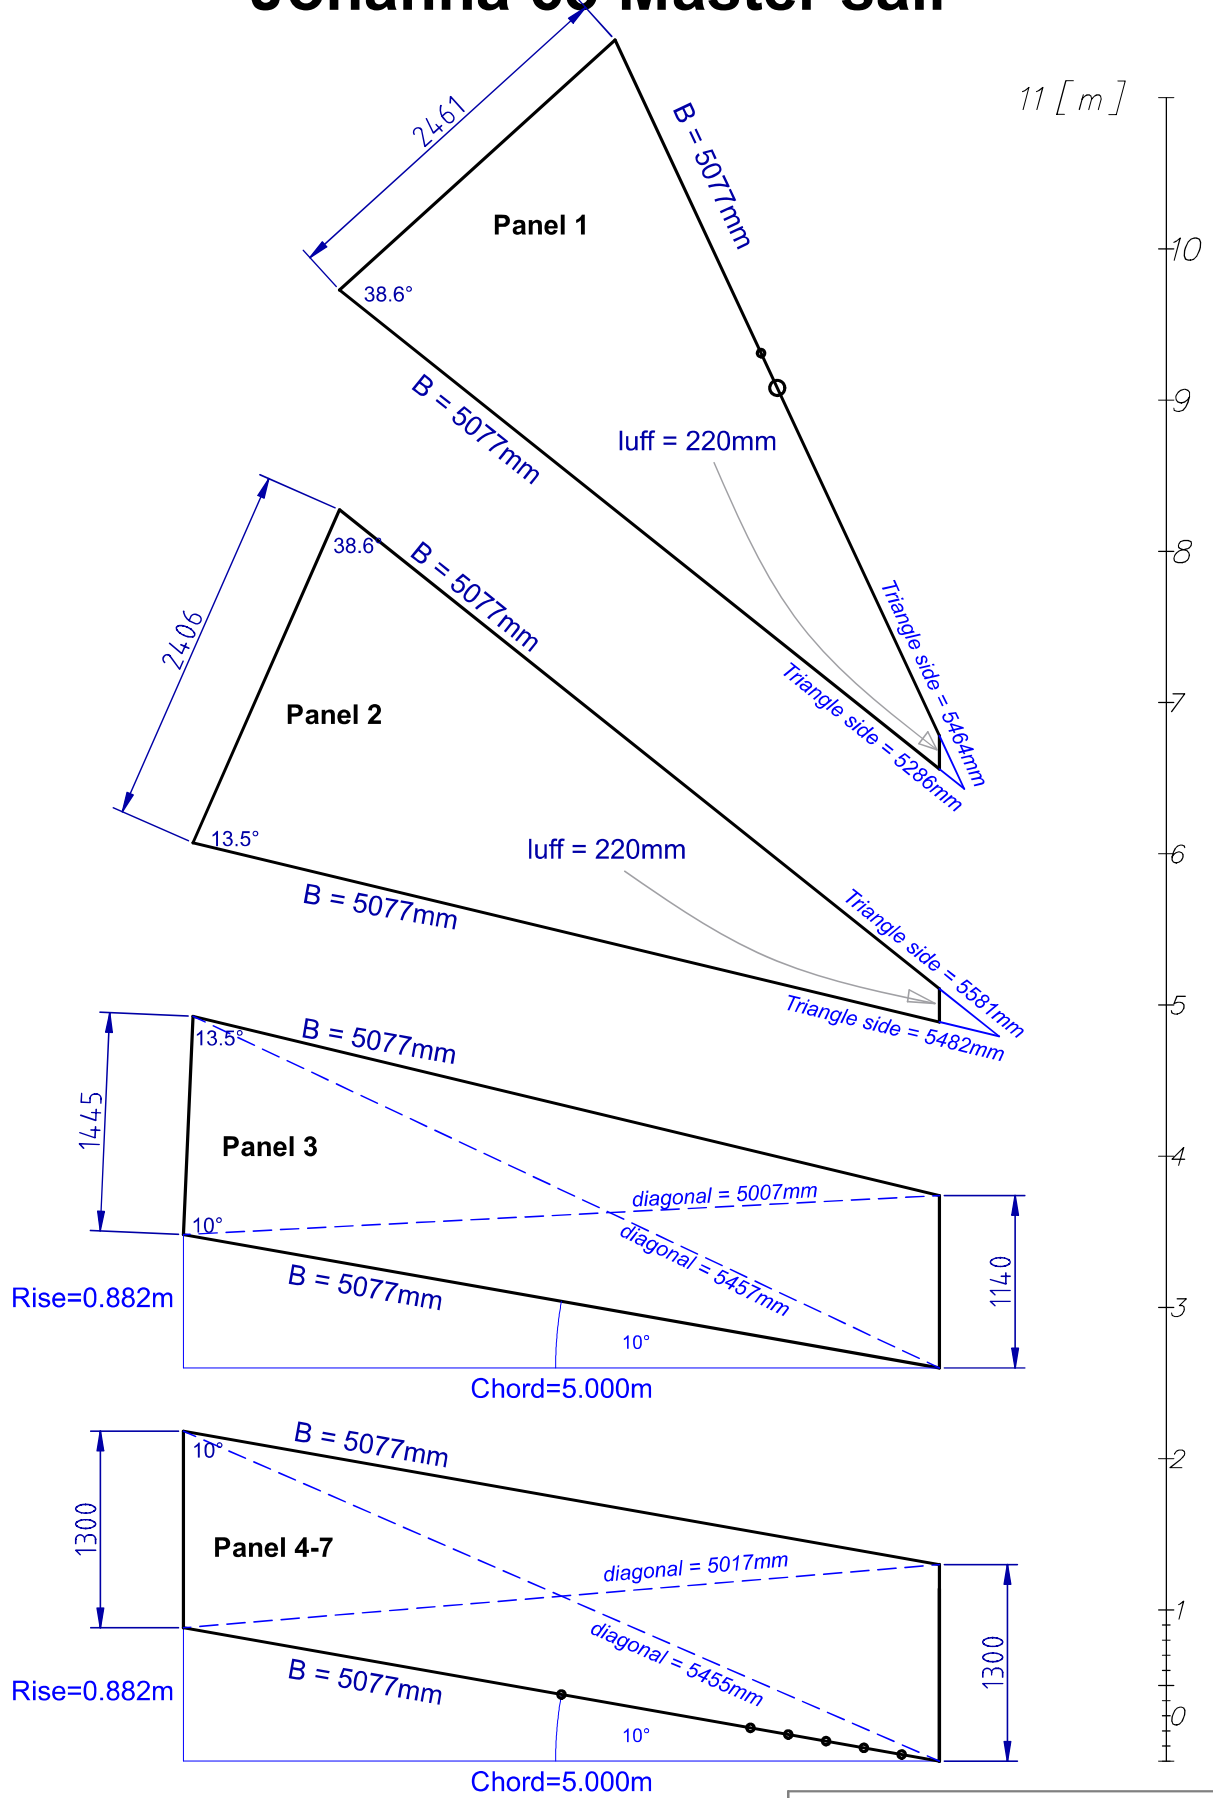 Johanna 68 Master sail
11 [ m ]
2461
B = 5077mm
Panel 1
10
38.6°
9
B = 5077mm
luff = 220mm
8
38.6°
B = 5077mm
Triangle side = 5464mm
2406
Triangle side = 5286mm
7
Panel 2
13.5°
luff = 220mm
6
B = 5077mm
Triangle side = 5581mm
5
Triangle side = 5482mm
13.5°
B = 5077mm
1445
Panel 3
4
diagonal = 5007mm
10°
diagonal = 5457mm
B = 5077mm
1140
Rise=0.882m
3
10°
Chord=5.000m
B = 5077mm
10°
2
1300
Panel 4-7
diagonal = 5017mm
1
diagonal = 5455mm
1300
B = 5077mm
Rise=0.882m
0
10°
Chord=5.000m